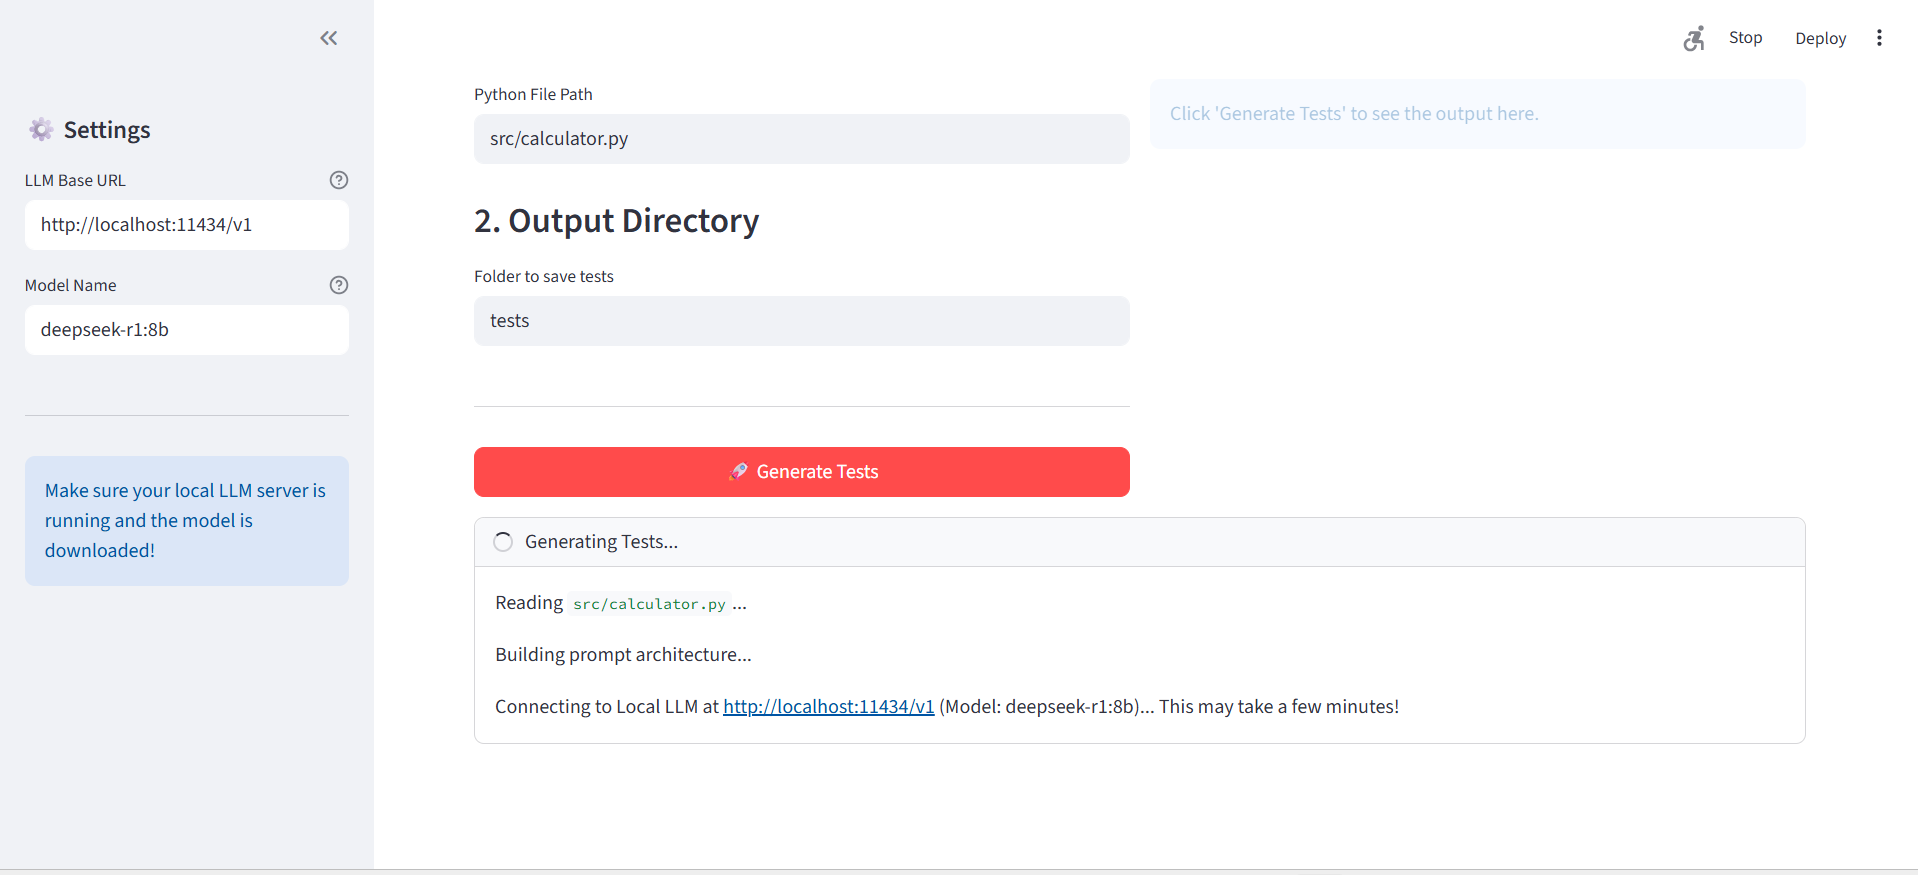 Stop
Deploy
Settings
LLM Base URL
http://localhost:11434/v1
Model Name
deepseek-r1:8b
Make sure your local LLM server is
running and the model is
downloaded!
Python File Path
src/calculator.py
2. Output Directory
Folder to save tests
tests
Generate Tests
Click 'Generate Tests' to see the output here.
Generating Tests...
Reading src/calculator.py ...
Building prompt architecture...
Connecting to Local LLM at http://localhost:11434/v1 (Model: deepseek-r1:8b)... This may take a few minutes!